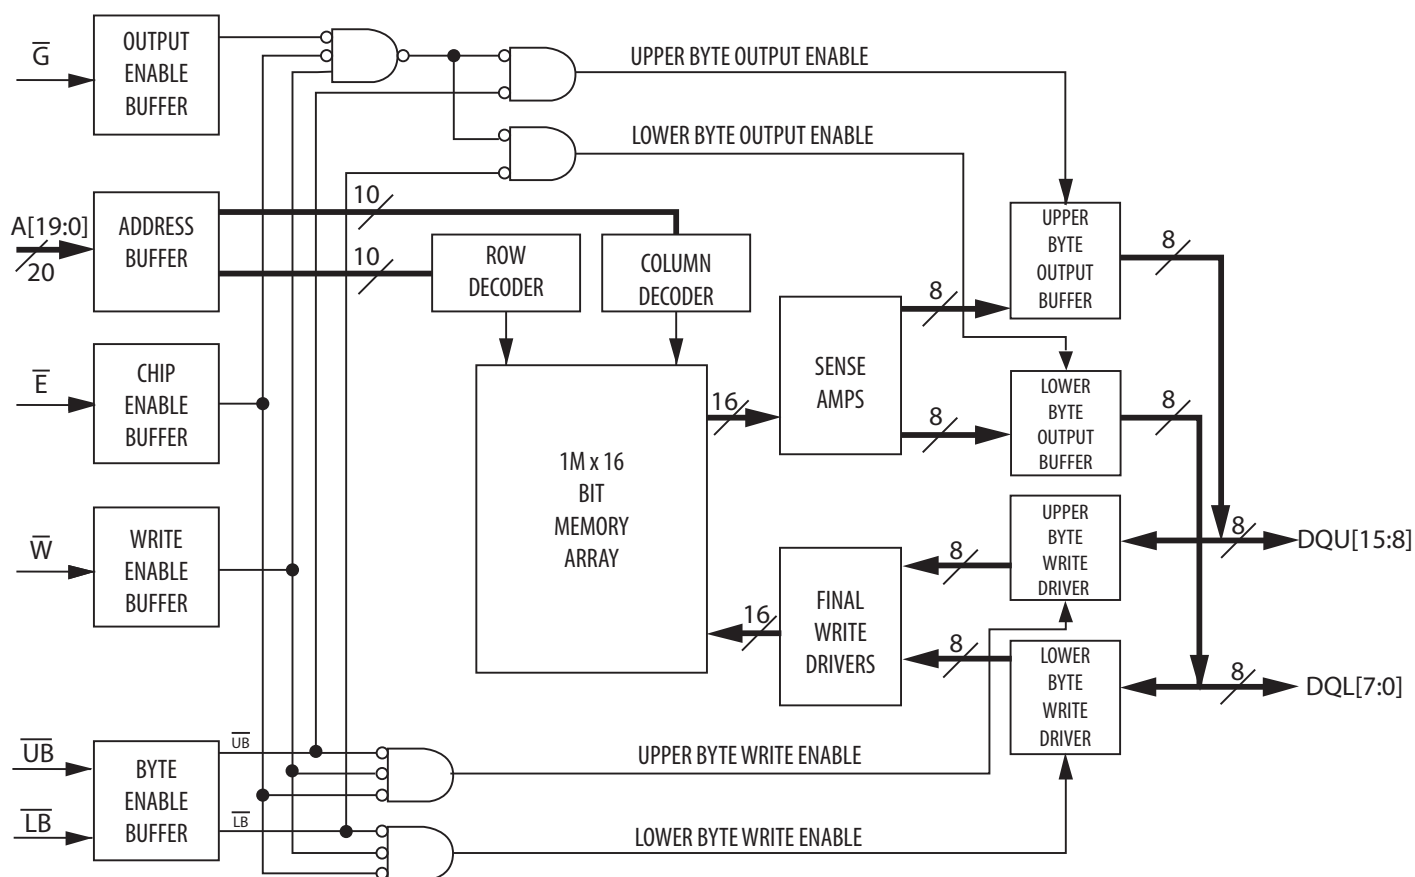 G̅
OUTPUT
ENABLE
BUFFER
UPPER BYTE OUTPUT ENABLE
LOWER BYTE OUTPUT ENABLE
A[19:0]
20
ADDRESS
BUFFER
10
10
ROW
DECODER
COLUMN
DECODER
UPPER
BYTE
OUTPUT
BUFFER
8
E̅
CHIP
ENABLE
BUFFER
1M x 16
BIT
MEMORY
ARRAY
16
SENSE
AMPS
8
8
LOWER
BYTE
OUTPUT
BUFFER
8
W̅
WRITE
ENABLE
BUFFER
16
FINAL
WRITE
DRIVERS
8
8
UPPER
BYTE
WRITE
DRIVER
8
DQU[15:8]
LOWER
BYTE
WRITE
DRIVER
8
DQL[7:0]
U̅B̅
L̅B̅
BYTE
ENABLE
BUFFER
U̅B̅
L̅B̅
UPPER BYTE WRITE ENABLE
LOWER BYTE WRITE ENABLE